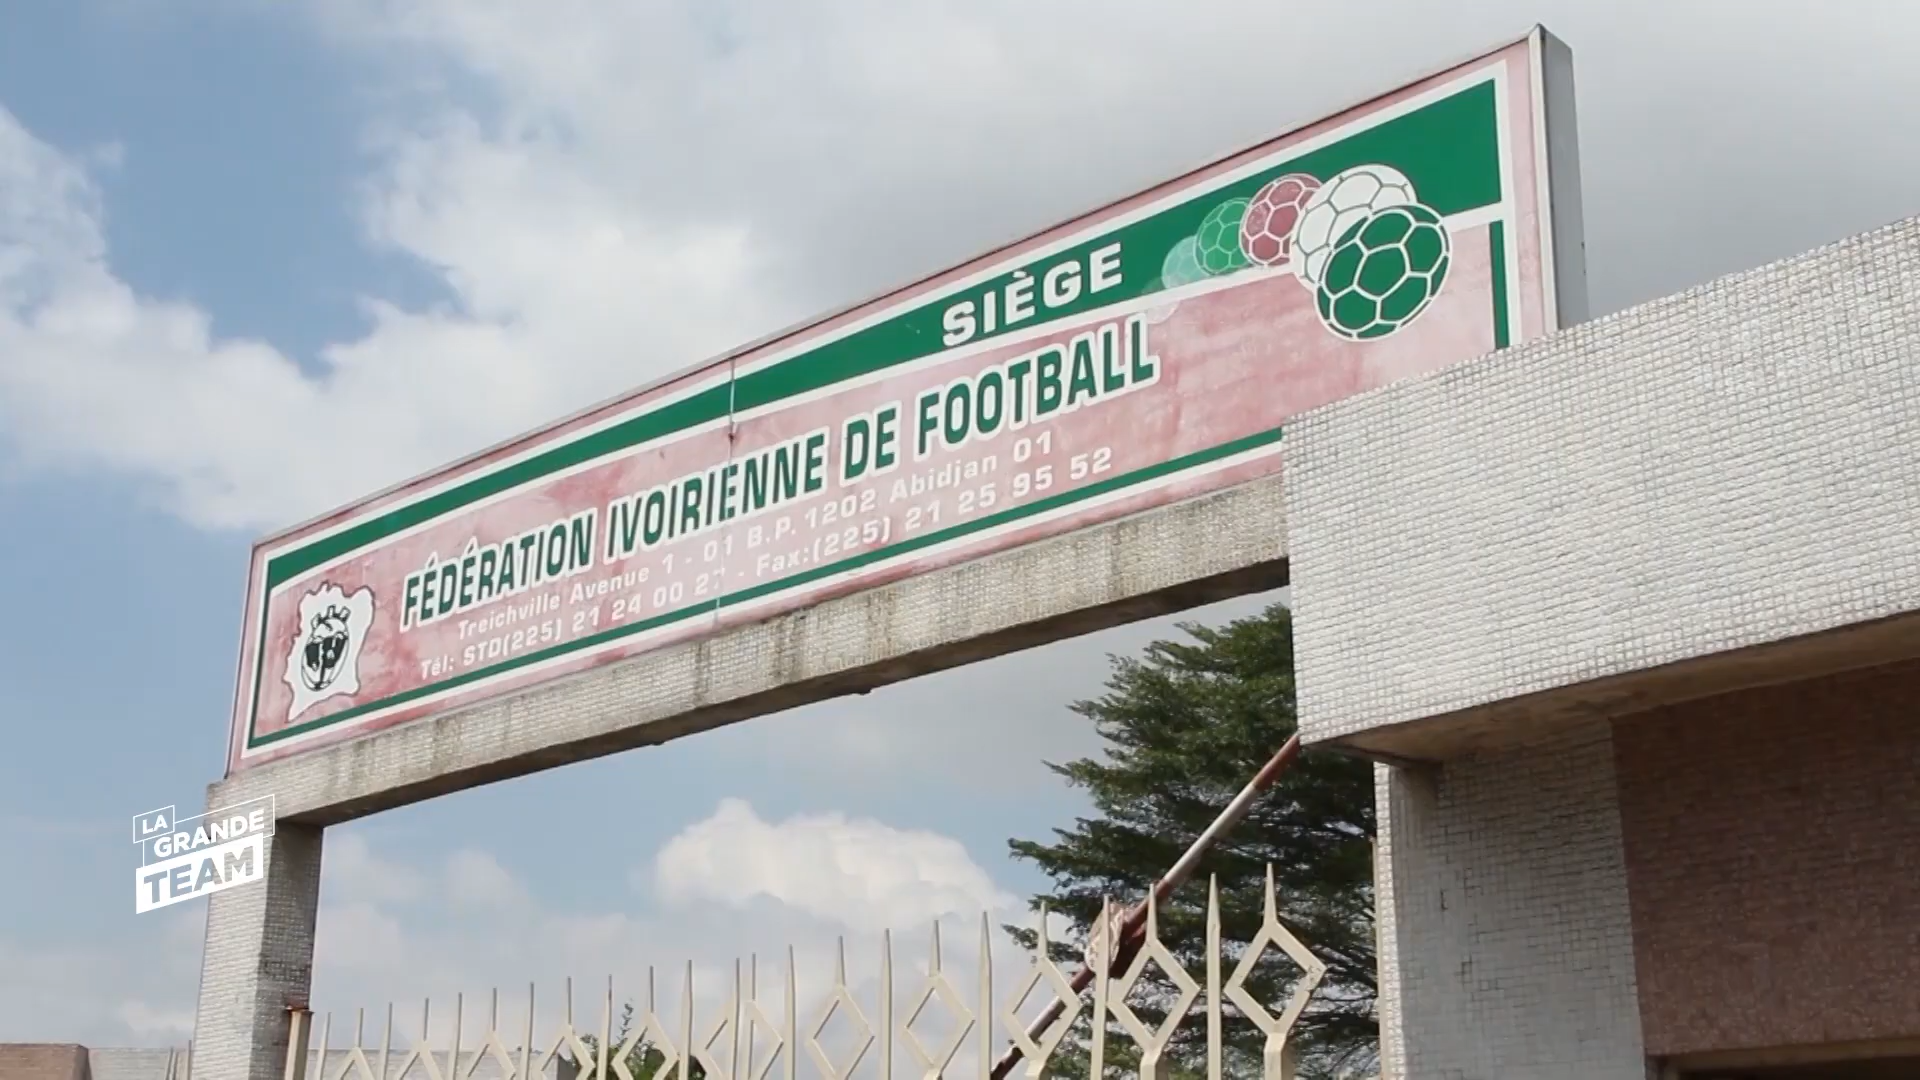 SIÈGE
FÉDÉRATION IVOIRIENNE DE FOOTBALL
Treichville Avenue 1 - 01 B.P. 1202 Abidjan 01
Tél: STD(225) 21 24 00 27 - Fax:(225) 21 25 95 52
LA
GRANDE
TEAM